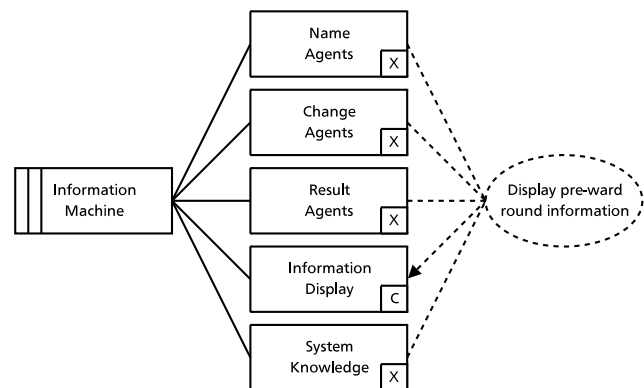 Name
Agents
X
Change
Agents
X
Information
Machine
Result
Agents
X
Display pre-ward
round information
Information
Display
C
System
Knowledge
X